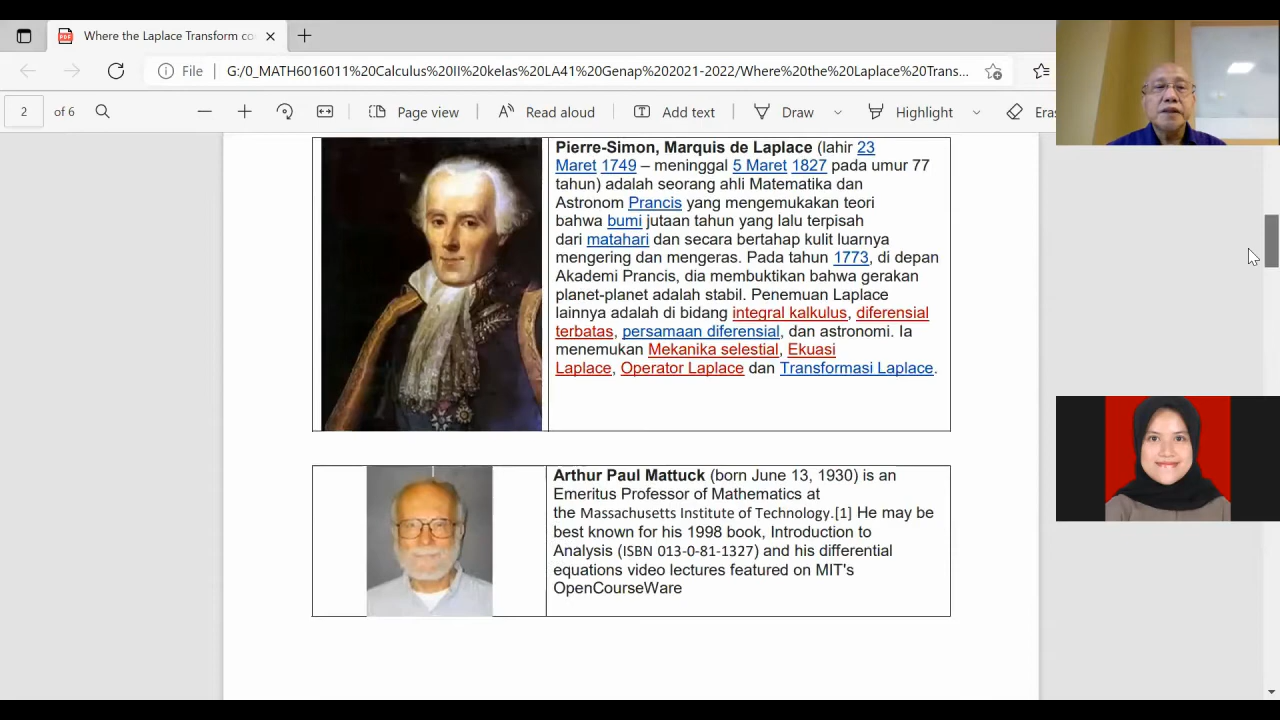 Where the Laplace Transform co
File
G:/0_MATH6016011%20Calculus%20II%20kelas%20LA41%20Genap%202021-2022/Where%20the%20Laplace%20Trans...
2 of 6
Page view
Read aloud
Add text
Draw
Highlight
Eras
Pierre-Simon, Marquis de Laplace (lahir 23
Maret 1749 – meninggal 5 Maret 1827 pada umur 77
tahun) adalah seorang ahli Matematika dan
Astronom Prancis yang mengemukakan teori
bahwa bumi jutaan tahun yang lalu terpisah
dari matahari dan secara bertahap kulit luarnya
mengering dan mengeras. Pada tahun 1773, di depan
Akademi Prancis, dia membuktikan bahwa gerakan
planet-planet adalah stabil. Penemuan Laplace
lainnya adalah di bidang integral kalkulus, diferensial
terbatas, persamaan diferensial, dan astronomi. Ia
menemukan Mekanika selestial, Ekuasi
Laplace, Operator Laplace dan Transformasi Laplace.
Arthur Paul Mattuck (born June 13, 1930) is an
Emeritus Professor of Mathematics at
the Massachusetts Institute of Technology.[1] He may be
best known for his 1998 book, Introduction to
Analysis (ISBN 013-0-81-1327) and his differential
equations video lectures featured on MIT's
OpenCourseWare